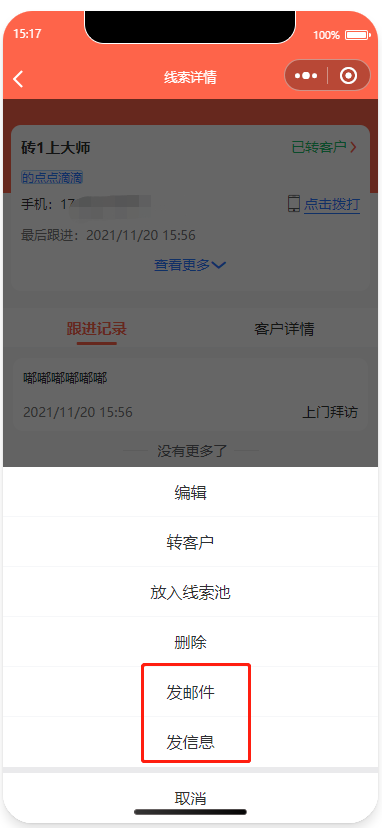 15:17
100%
线索详情
砖1上大师
已转客户
的点点滴滴
手机：17
点击拨打
最后跟进：2021/11/20 15:56
查看更多
跟进记录
客户详情
嘟嘟嘟嘟嘟嘟
2021/11/20 15:56
上门拜访
没有更多了
编辑
转客户
放入线索池
删除
发邮件
发信息
取消